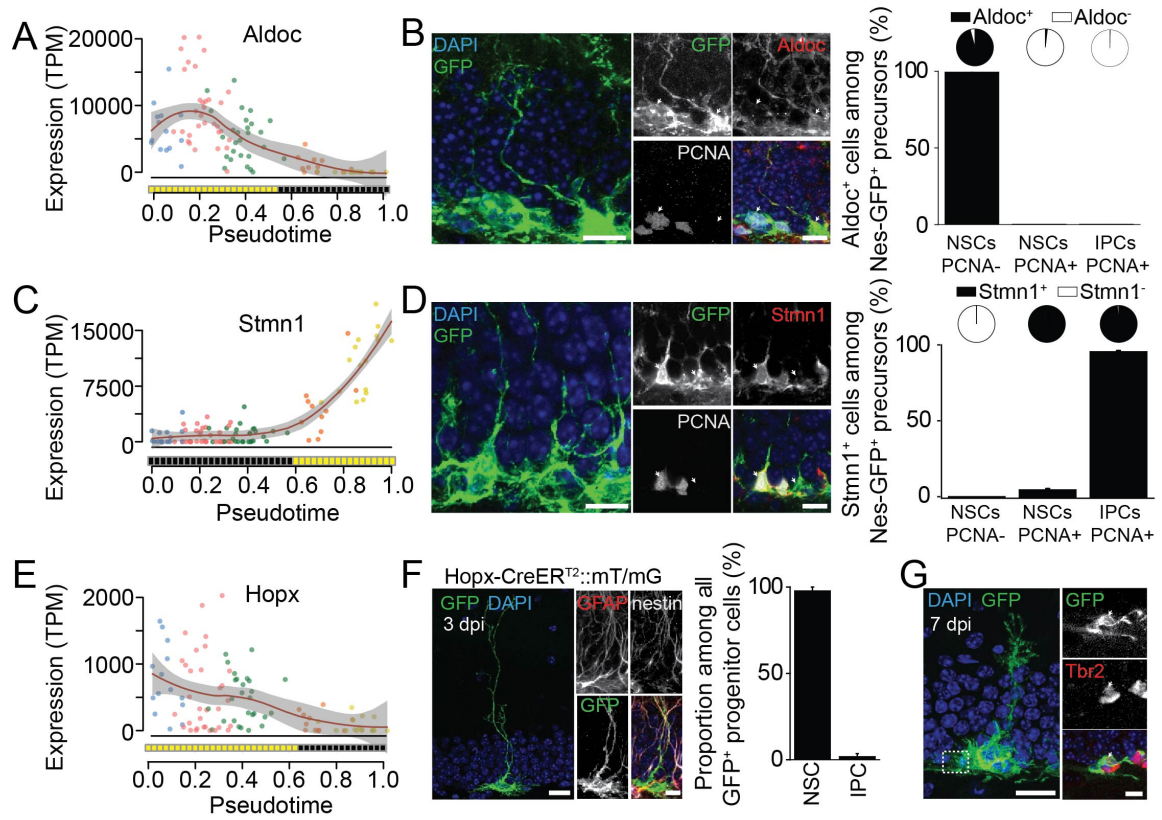 A
Aldoc
Expression (TPM)
20000
10000
0
0.0 0.2 0.4 0.6 0.8 1.0
Pseudotime
B
DAPI
GFP
GFP
Aldoc
PCNA
Aldoc⁺ Aldoc⁻
Aldoc⁺ cells among
Nes-GFP⁺ precursors (%)
100
50
0
NSCs NSCs IPCs
PCNA- PCNA+ PCNA+
C
Stmn1
Expression (TPM)
15000
7500
0
0.0 0.2 0.4 0.6 0.8 1.0
Pseudotime
D
DAPI
GFP
GFP
Stmn1
PCNA
Stmn1⁺ Stmn1⁻
Stmn1⁺ cells among
Nes-GFP⁺ precursors (%)
100
50
0
NSCs NSCs IPCs
PCNA- PCNA+ PCNA+
E
Hopx
Expression (TPM)
2000
1000
0
0.0 0.2 0.4 0.6 0.8 1.0
Pseudotime
F
Hopx-CreERᵀ²::mT/mG
GFP DAPI
3 dpi
GFAP
nestin
GFP
Proportion among all
GFP⁺ progenitor cells (%)
100
50
0
NSC
IPC
G
DAPI GFP
7 dpi
GFP
Tbr2